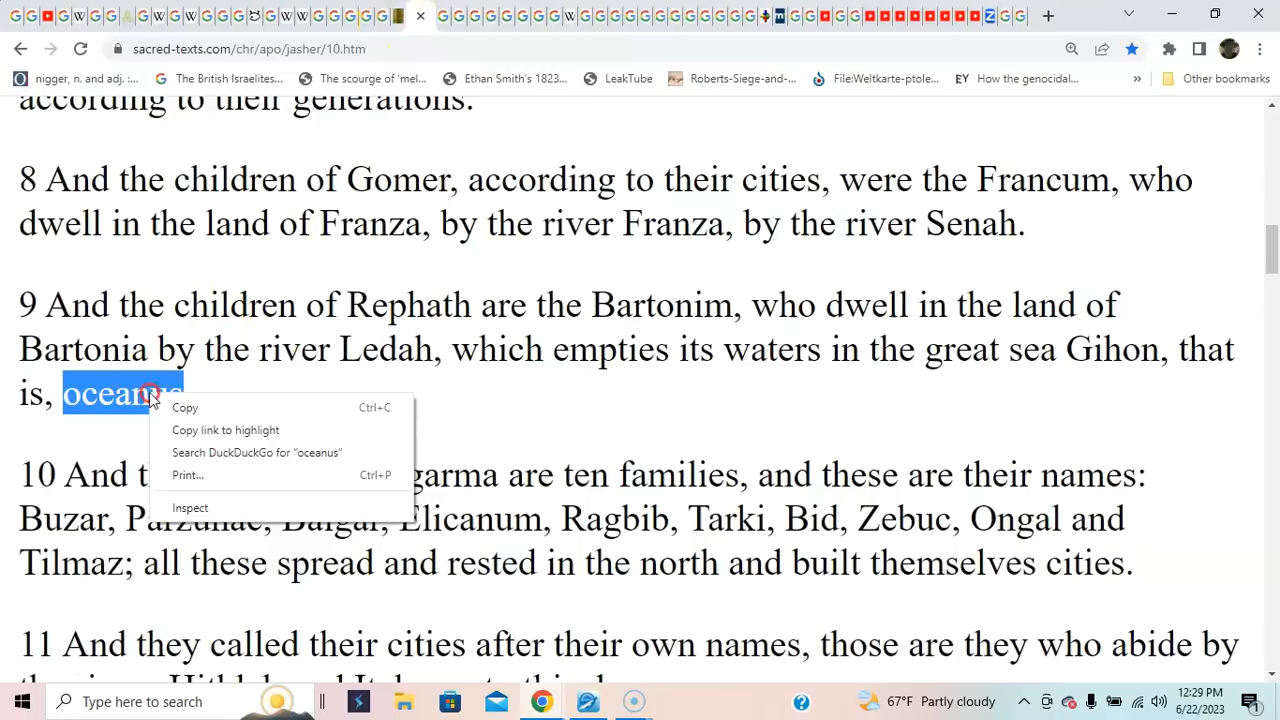 sacred-texts.com/chr/apo/jasher/10.htm
nigger, n. and adj. :... The British Israelites... The scourge of 'mel... Ethan Smith's 1823... LeakTube Roberts-Siege-and-... File:Weltkarte-ptole... EY How the genocidal... » Other bookmarks
according to their generations.
8 And the children of Gomer, according to their cities, were the Francum, who
dwell in the land of Franza, by the river Franza, by the river Senah.
9 And the children of Rephath are the Bartonim, who dwell in the land of
Bartonia by the river Ledah, which empties its waters in the great sea Gihon, that
is, oceanus
Copy Ctrl+C
Copy link to highlight
Search DuckDuckGo for "oceanus"
Print... Ctrl+P
Inspect
10 And garma are ten families, and these are their names:
Buzar, Parzunac, Balgar, Elicanum, Ragbib, Tarki, Bid, Zebuc, Ongal and
Tilmaz; all these spread and rested in the north and built themselves cities.
11 And they called their cities after their own names, those are they who abide by
Type here to search
67°F Partly cloudy
12:29 PM
6/22/2023